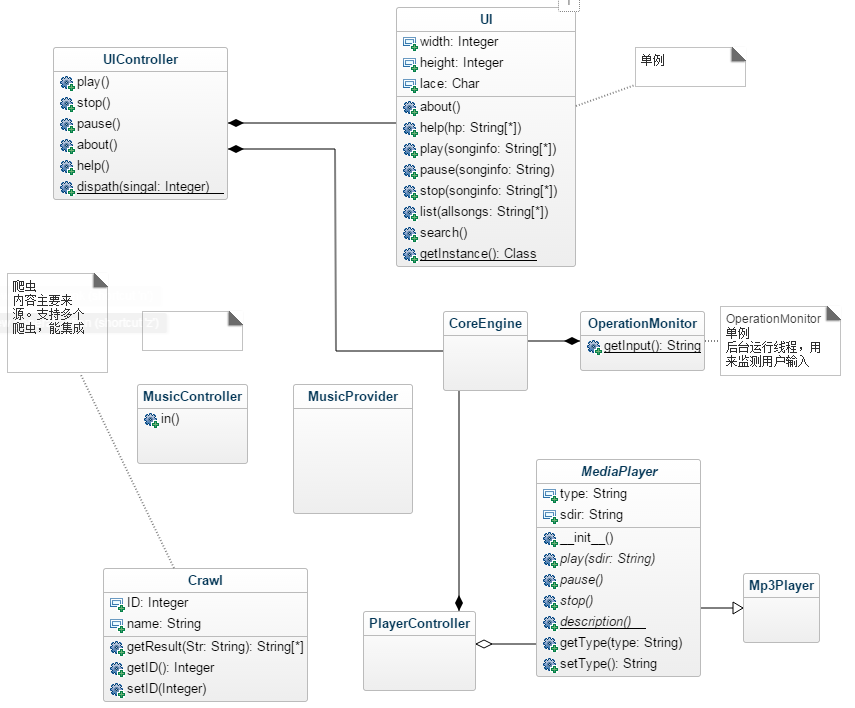 UIController
play()
stop()
pause()
about()
help()
dispath(singal: Integer)
UI
width: Integer
height: Integer
lace: Char
about()
help(hp: String[*])
play(songinfo: String[*])
pause(songinfo: String)
stop(songinfo: String[*])
list(allsongs: String[*])
search()
getInstance(): Class
单例
爬虫
内容主要来
源。支持多个
爬虫，能集成
CoreEngine
OperationMonitor
getInput(): String
OperationMonitor
单例
后台运行线程，用
来监测用户输入
MusicController
in()
MusicProvider
MediaPlayer
type: String
sdir: String
__init__()
play(sdir: String)
pause()
stop()
description()
getType(type: String)
setType(): String
Mp3Player
PlayerController
Crawl
ID: Integer
name: String
getResult(Str: String): String[*]
getID(): Integer
setID(Integer)